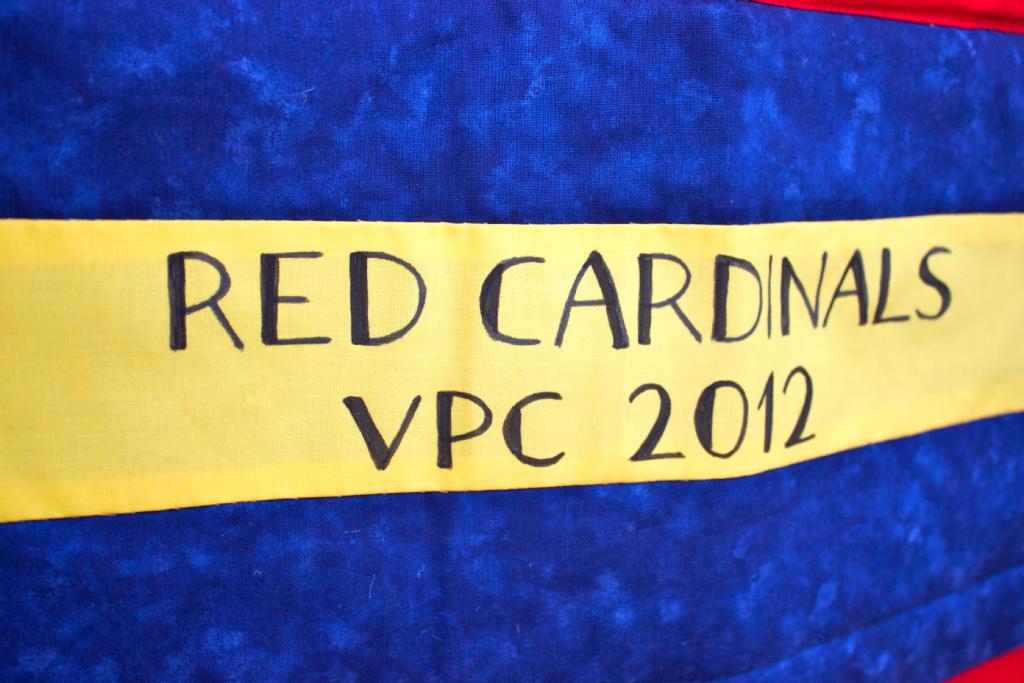 RED CARDINALS
VPC 2012